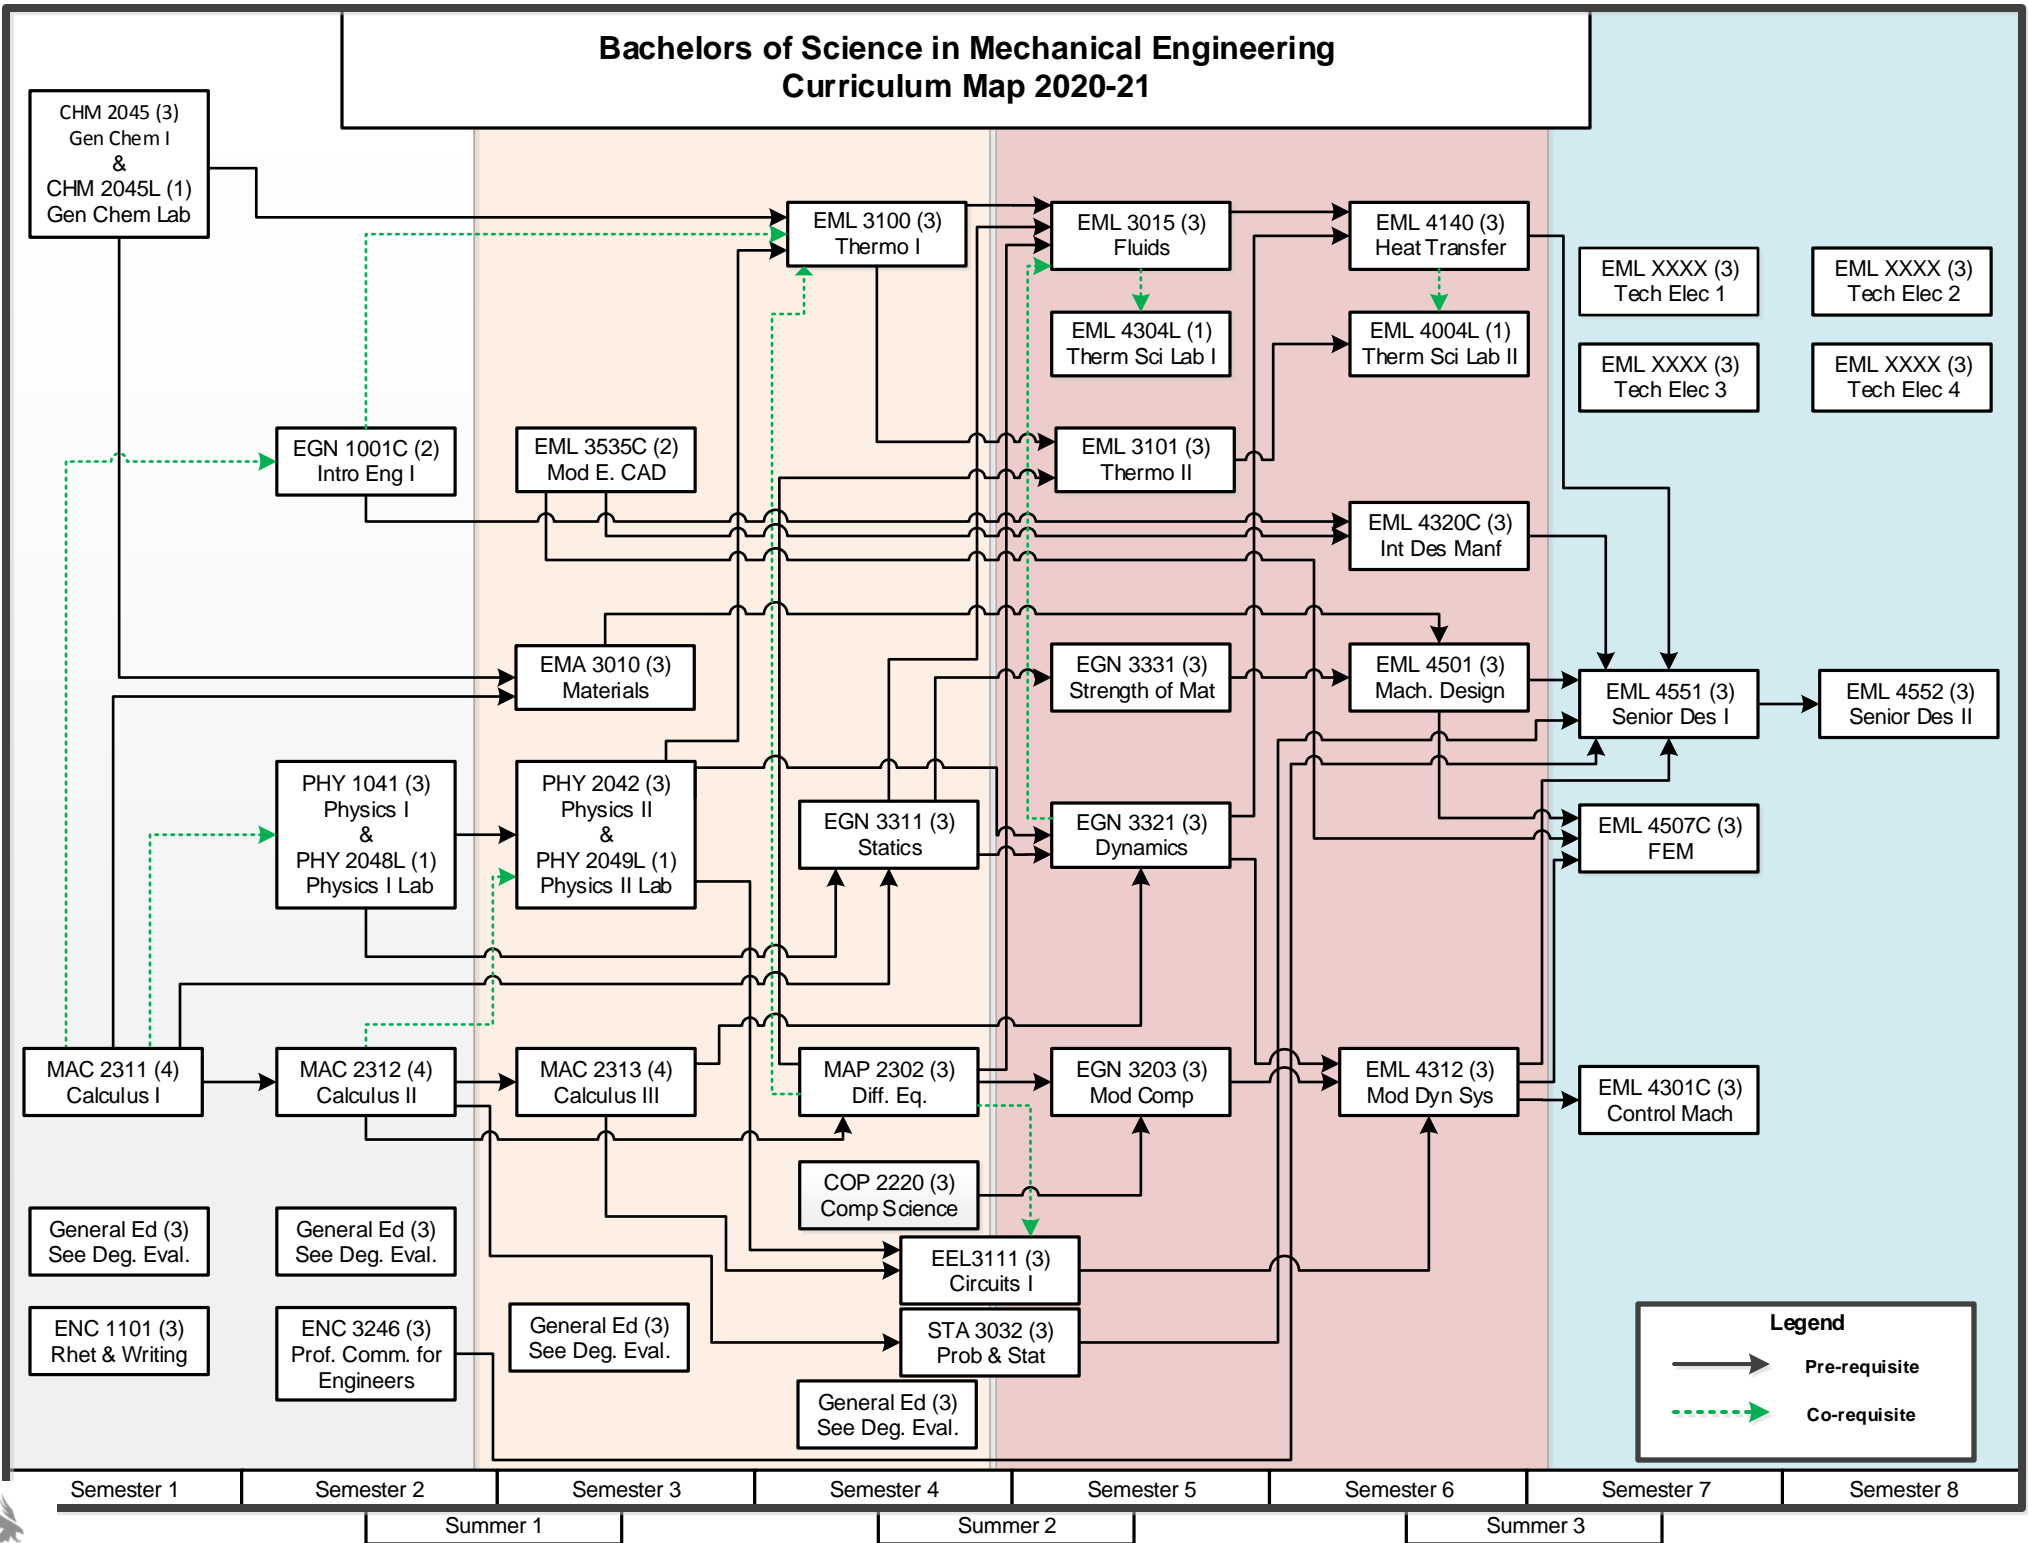 Bachelors of Science in Mechanical Engineering
Curriculum Map 2020-21
CHM 2045 (3)
Gen Chem I
&
CHM 2045L (1)
Gen Chem Lab
EML 3100 (3)
Thermo I
EML 3015 (3)
Fluids
EML 4140 (3)
Heat Transfer
EML XXXX (3)
Tech Elec 1
EML XXXX (3)
Tech Elec 2
EML 4304L (1)
Therm Sci Lab I
EML 4004L (1)
Therm Sci Lab II
EML XXXX (3)
Tech Elec 3
EML XXXX (3)
Tech Elec 4
EGN 1001C (2)
Intro Eng I
EML 3535C (2)
Mod E. CAD
EML 3101 (3)
Thermo II
EML 4320C (3)
Int Des Manf
EMA 3010 (3)
Materials
EGN 3331 (3)
Strength of Mat
EML 4501 (3)
Mach. Design
EML 4551 (3)
Senior Des I
EML 4552 (3)
Senior Des II
PHY 1041 (3)
Physics I
&
PHY 2048L (1)
Physics I Lab
PHY 2042 (3)
Physics II
&
PHY 2049L (1)
Physics II Lab
EGN 3311 (3)
Statics
EGN 3321 (3)
Dynamics
EML 4507C (3)
FEM
MAC 2311 (4)
Calculus I
MAC 2312 (4)
Calculus II
MAC 2313 (4)
Calculus III
MAP 2302 (3)
Diff. Eq.
EGN 3203 (3)
Mod Comp
EML 4312 (3)
Mod Dyn Sys
EML 4301C (3)
Control Mach
COP 2220 (3)
Comp Science
General Ed (3)
See Deg. Eval.
General Ed (3)
See Deg. Eval.
EEL3111 (3)
Circuits I
ENC 1101 (3)
Rhet & Writing
ENC 3246 (3)
Prof. Comm. for
Engineers
General Ed (3)
See Deg. Eval.
STA 3032 (3)
Prob & Stat
General Ed (3)
See Deg. Eval.
Legend
Pre-requisite
Co-requisite
Semester 1
Semester 2
Semester 3
Semester 4
Semester 5
Semester 6
Semester 7
Semester 8
Summer 1
Summer 2
Summer 3